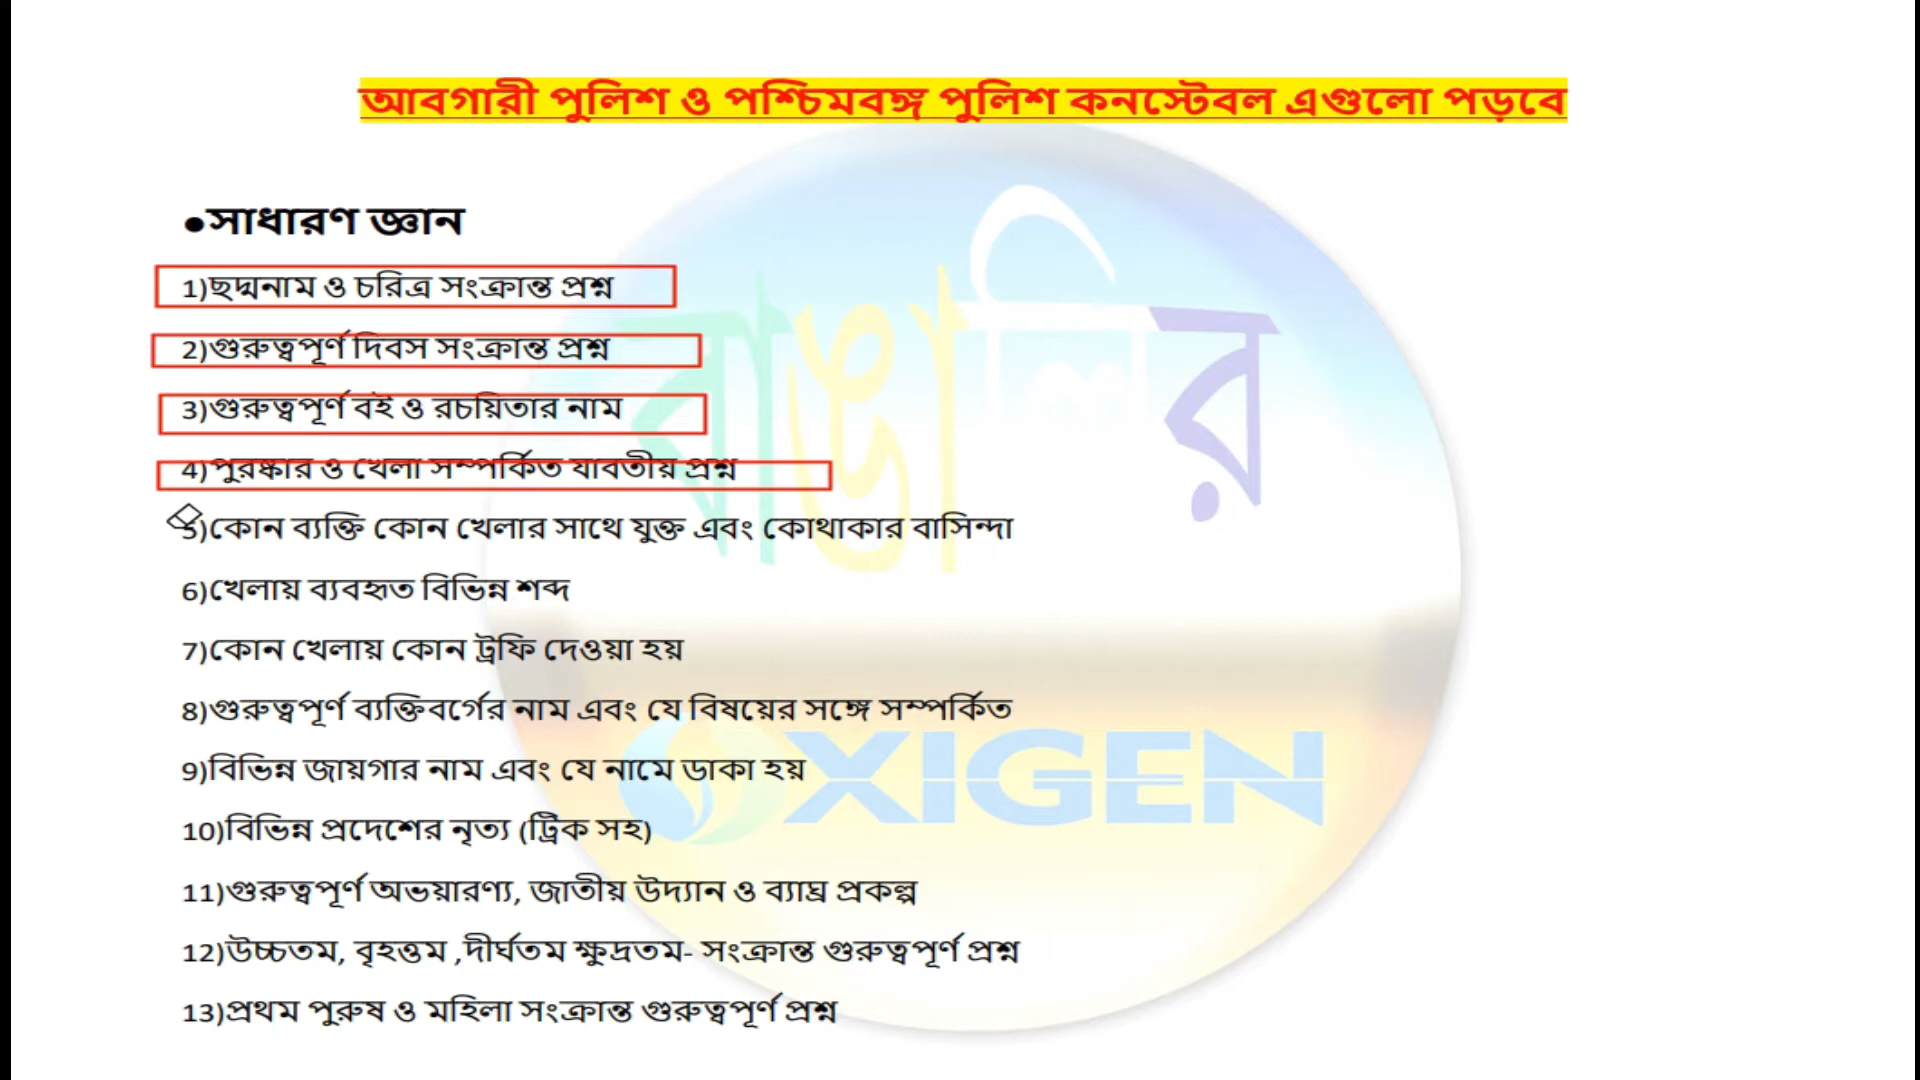 আবগারী পুলিশ ও পশ্চিমবঙ্গ পুলিশ কনস্টেবল এগুলো পড়বে
●সাধারণ জ্ঞান
1)ছদ্মনাম ও চরিত্র সংক্রান্ত প্রশ্ন
2)গুরুত্বপূর্ণ দিবস সংক্রান্ত প্রশ্ন
3)গুরুত্বপূর্ণ বই ও রচয়িতার নাম
4)পুরষ্কার ও খেলা সম্পর্কিত যাবতীয় প্রশ্ন
5)কোন ব্যক্তি কোন খেলার সাথে যুক্ত এবং কোথাকার বাসিন্দা
6)খেলায় ব্যবহৃত বিভিন্ন শব্দ
7)কোন খেলায় কোন ট্রফি দেওয়া হয়
8)গুরুত্বপূর্ণ ব্যক্তিবর্গের নাম এবং যে বিষয়ের সঙ্গে সম্পর্কিত
9)বিভিন্ন জায়গার নাম এবং যে নামে ডাকা হয়
10)বিভিন্ন প্রদেশের নৃত্য (ট্রিক সহ)
11)গুরুত্বপূর্ণ অভয়ারণ্য, জাতীয় উদ্যান ও ব্যাঘ্র প্রকল্প
12)উচ্চতম, বৃহত্তম ,দীর্ঘতম ক্ষুদ্রতম- সংক্রান্ত গুরুত্বপূর্ণ প্রশ্ন
13)প্রথম পুরুষ ও মহিলা সংক্রান্ত গুরুত্বপূর্ণ প্রশ্ন
বাঙালির
OXIGEN